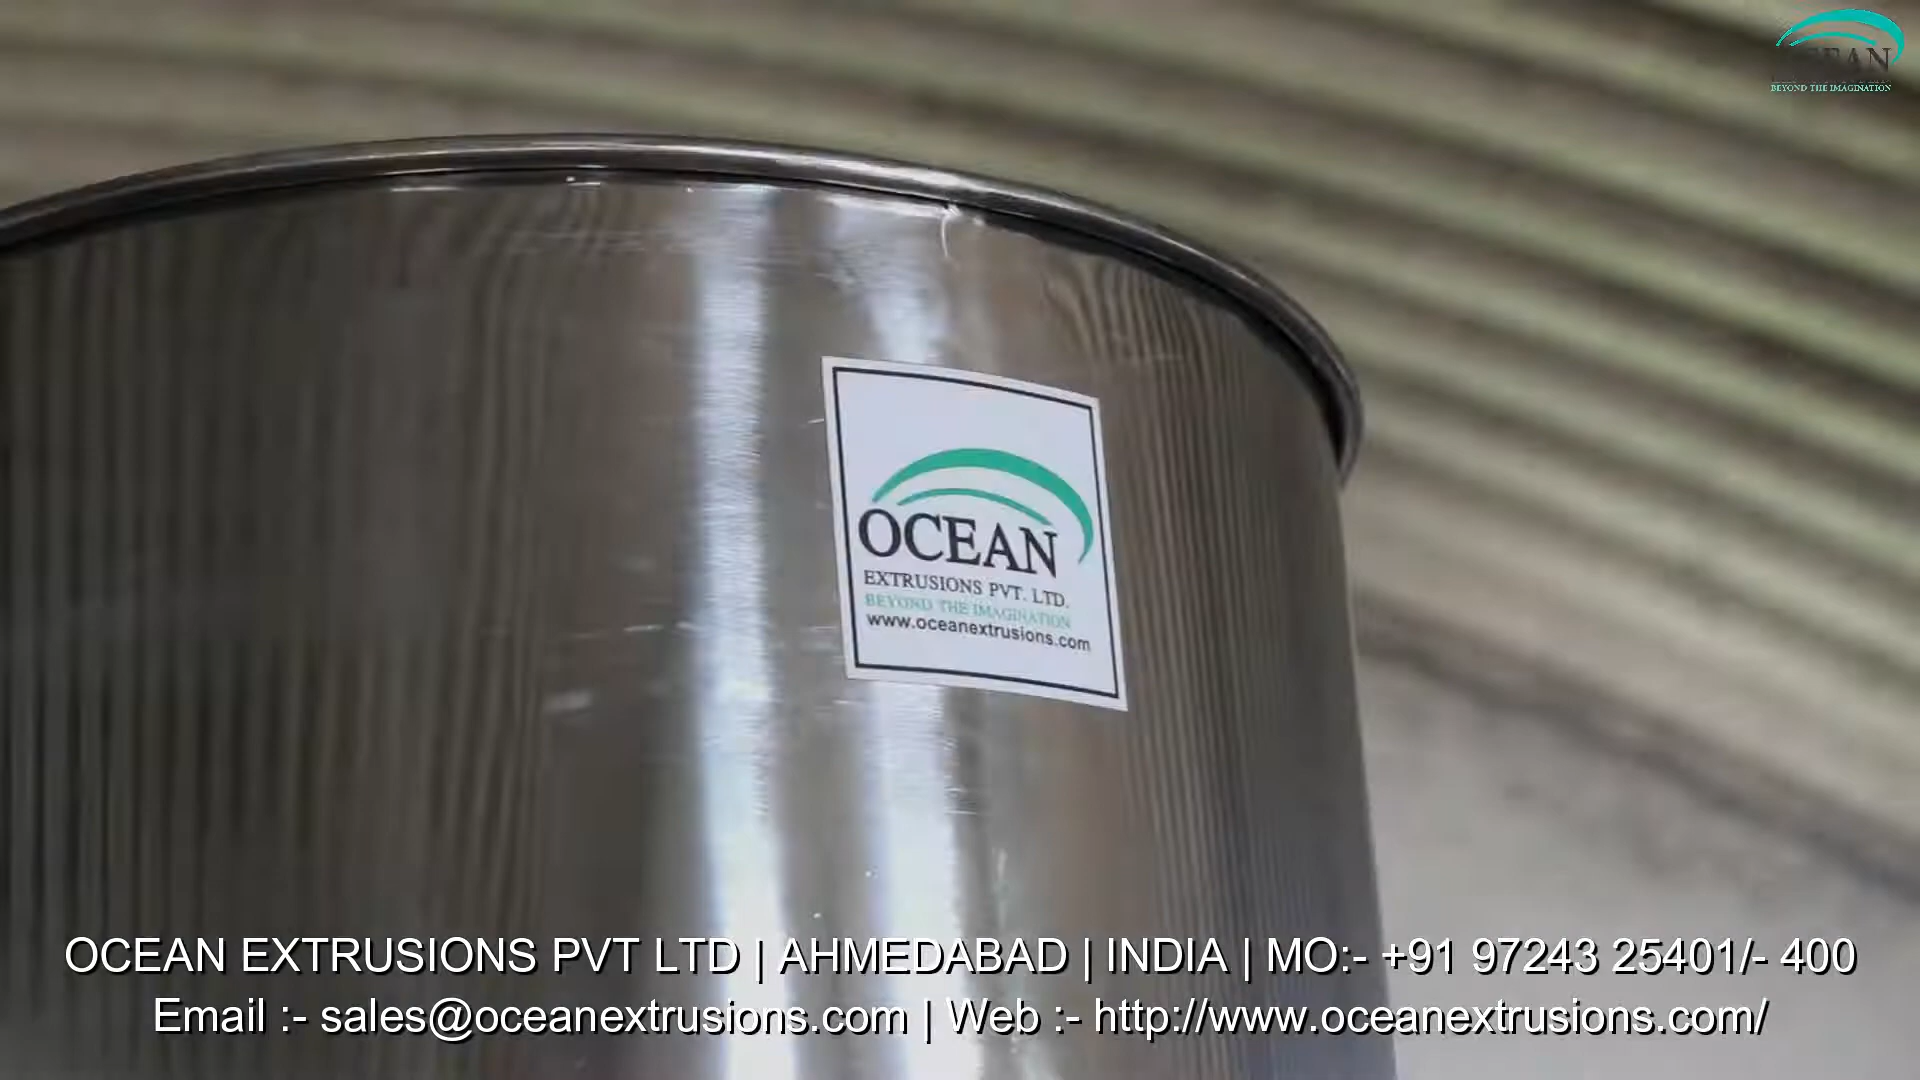 OCEAN
BEYOND THE IMAGINATION
OCEAN
EXTRUSIONS PVT. LTD.
BEYOND THE IMAGINATION
www.oceanextrusions.com
OCEAN EXTRUSIONS PVT LTD | AHMEDABAD | INDIA | MO:- +91 97243 25401/- 400
Email :- sales@oceanextrusions.com | Web :- http://www.oceanextrusions.com/